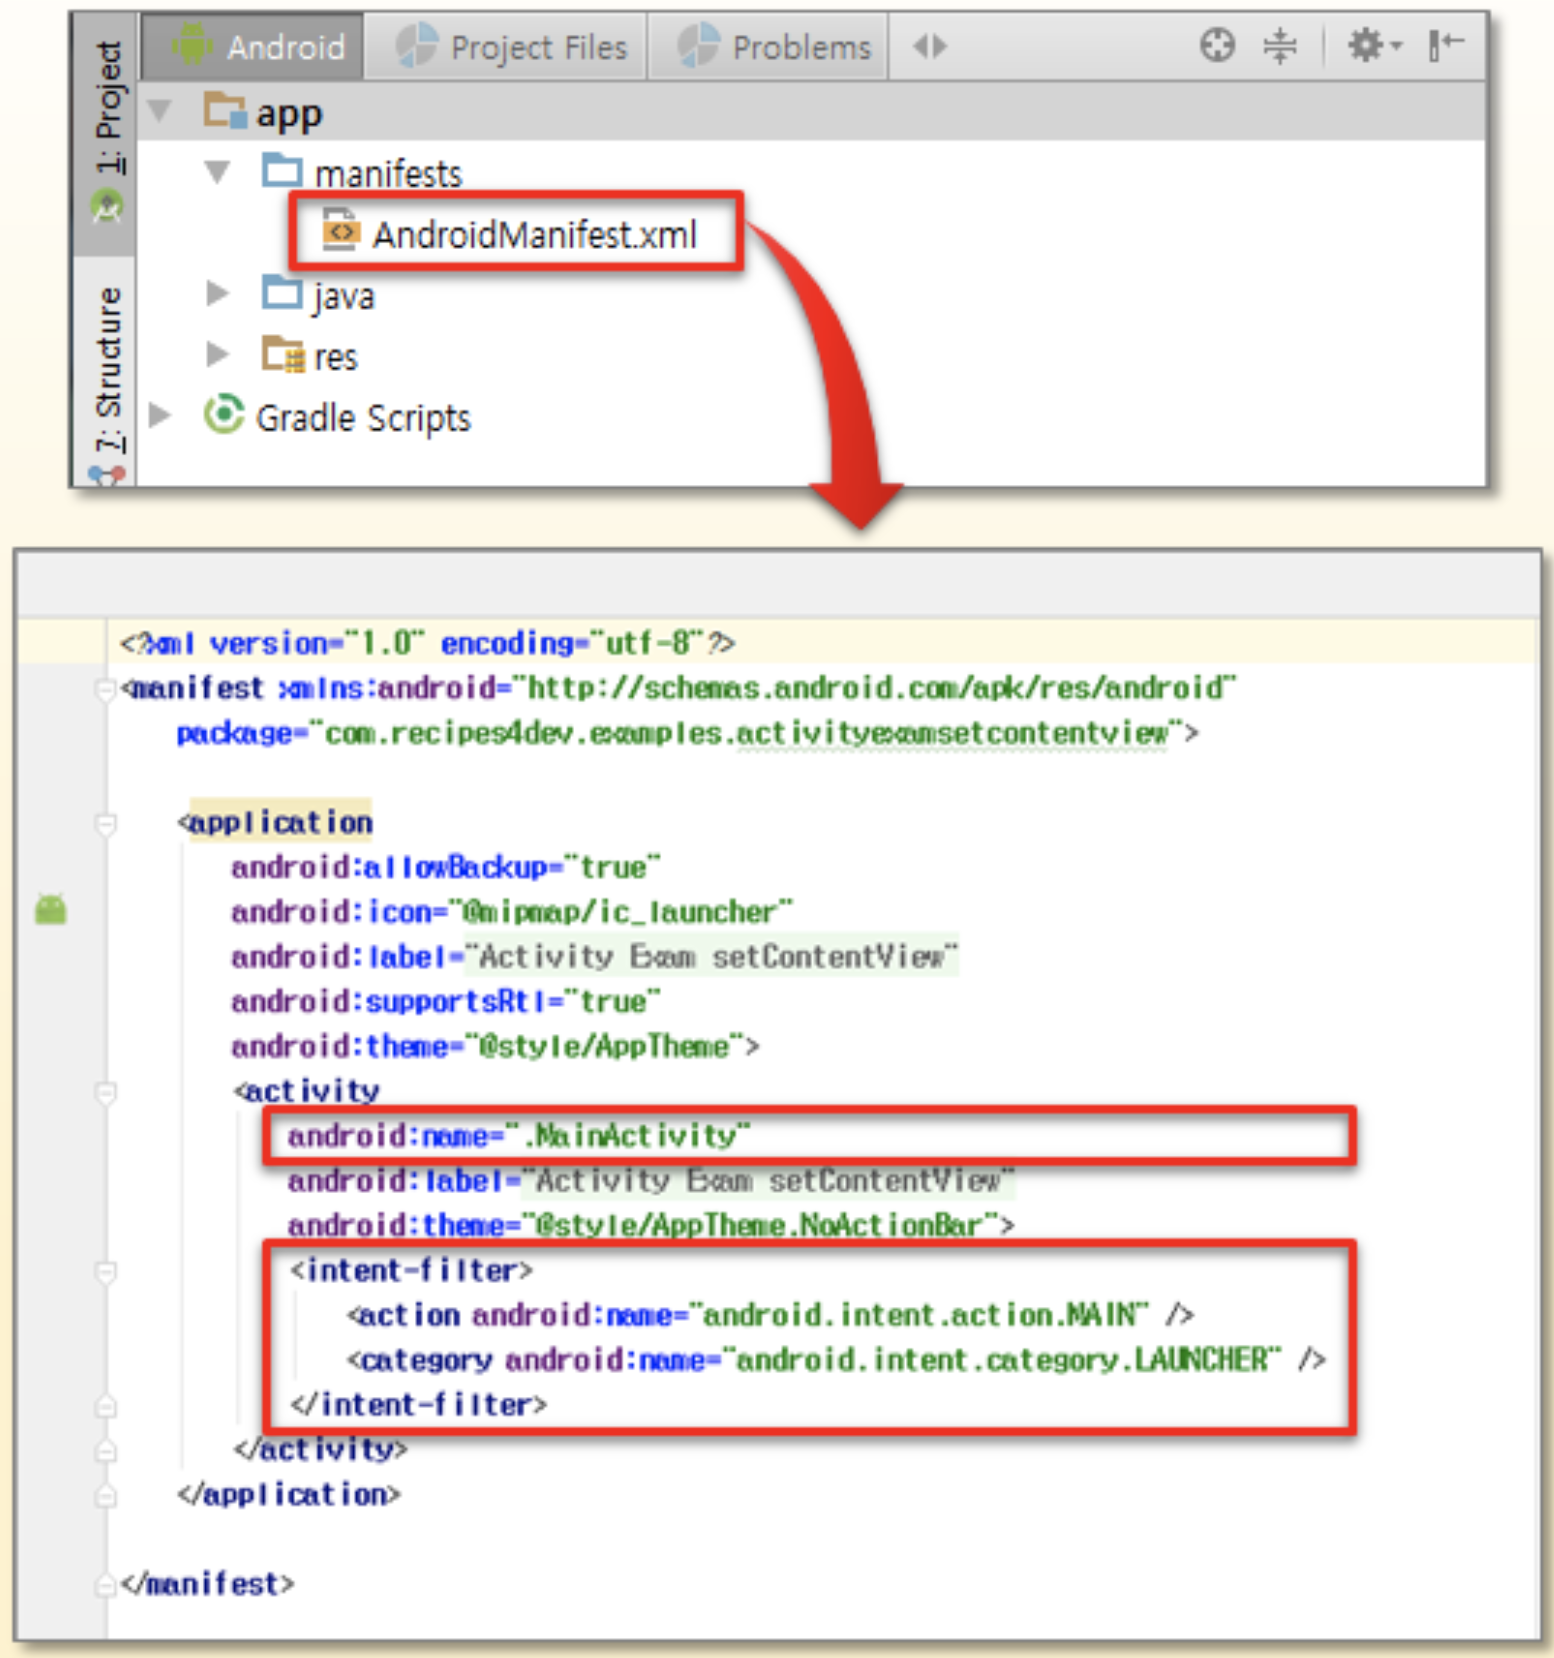 1: Project
7: Structure
Android Project Files Problems
app
manifests
AndroidManifest.xml
java
res
Gradle Scripts
<?xml version="1.0" encoding="utf-8"?>
<manifest xmlns:android="http://schemas.android.com/apk/res/android"
package="com.recipes4dev.examples.activityexamsetcontentview">
<application
android:allowBackup="true"
android:icon="@mipmap/ic_launcher"
android:label="Activity Exam setContentView"
android:supportsRtl="true"
android:theme="@style/AppTheme">
<activity
android:name=".MainActivity"
android:label="Activity Exam setContentView"
android:theme="@style/AppTheme.NoActionBar">
<intent-filter>
<action android:name="android.intent.action.MAIN" />
<category android:name="android.intent.category.LAUNCHER" />
</intent-filter>
</activity>
</application>
</manifest>